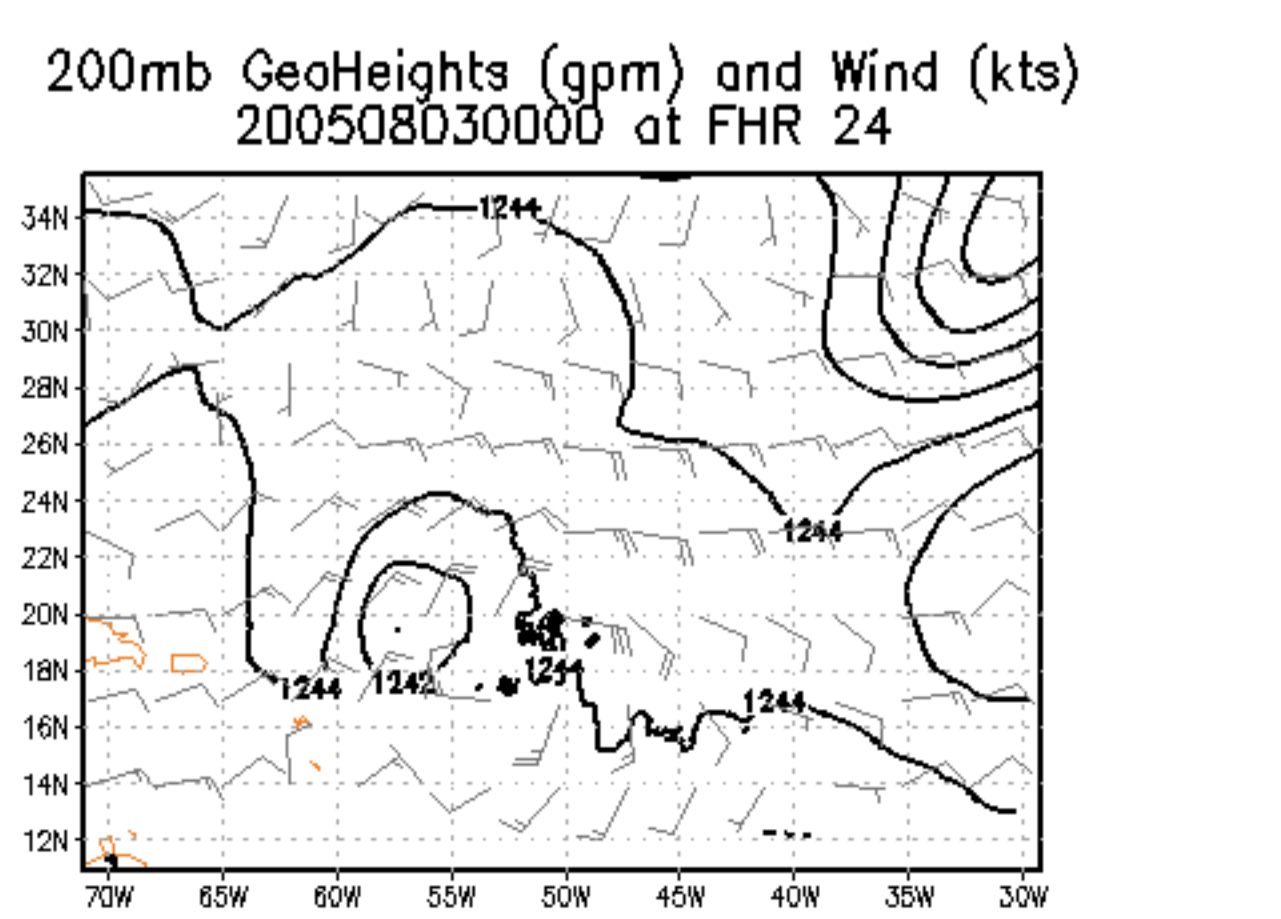 200mb GeoHeights (gpm) and Wind (kts)
200508030000 at FHR 24
34N
1244
32N
30N
28N
26N
24N
1244
22N
20N
18N
1244
1242
1244
1244
16N
14N
12N
70W 65W 60W 55W 50W 45W 40W 35W 30W